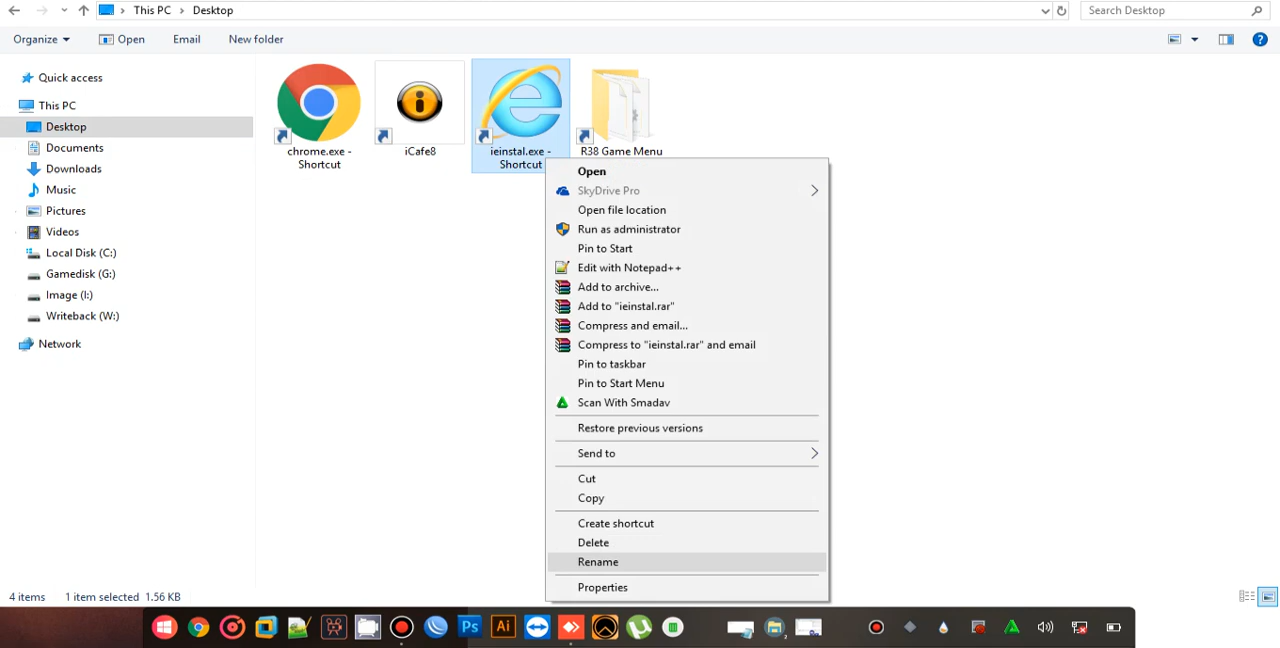 This PC
Desktop
Search Desktop
Organize
Open
Email
New folder
?
Quick access
This PC
Desktop
Documents
Downloads
Music
Pictures
Videos
Local Disk (C:)
Gamedisk (G:)
Image (I:)
Writeback (W:)
Network
chrome.exe -
Shortcut
iCafe8
ieinstal.exe -
Shortcut
R38 Game Menu
Open
SkyDrive Pro
Open file location
Run as administrator
Pin to Start
Edit with Notepad++
Add to archive...
Add to "ieinstal.rar"
Compress and email...
Compress to "ieinstal.rar" and email
Pin to taskbar
Pin to Start Menu
Scan With Smadav
Restore previous versions
Send to
Cut
Copy
Create shortcut
Delete
Rename
Properties
4 items
1 item selected
1.56 KB
Ps
Ai